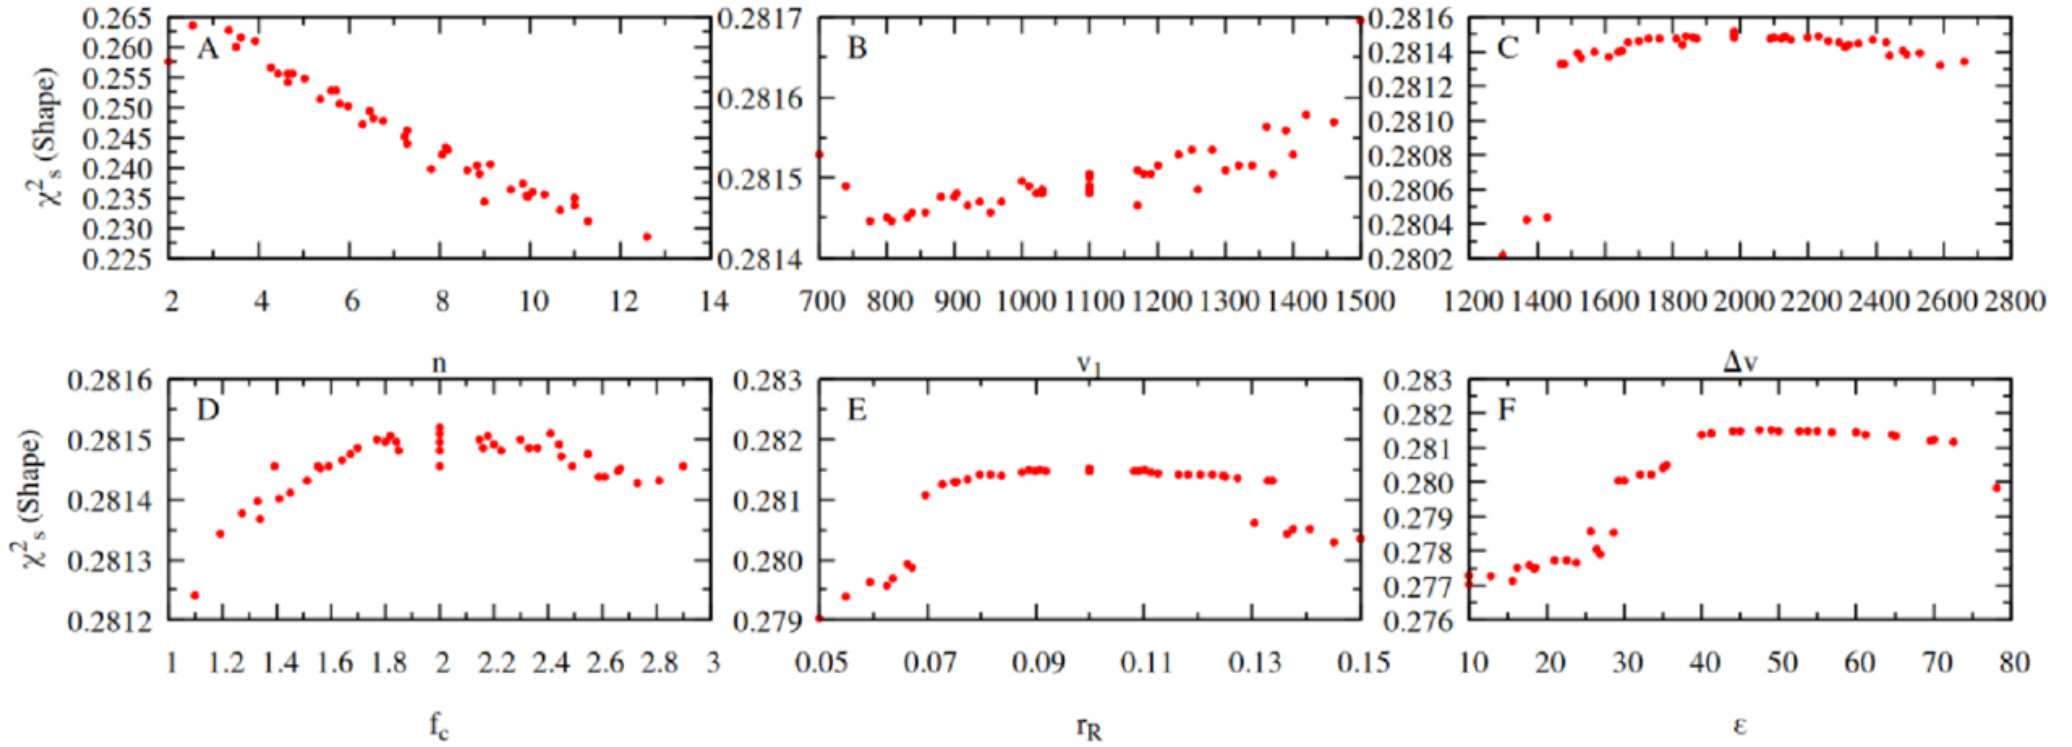 0.265
0.260
0.255
0.250
0.245
0.240
0.235
0.230
0.225
χ²ₛ (Shape)
A
2 4 6 8 10 12 14
n
0.2817
0.2816
0.2815
0.2814
B
700 800 900 1000 1100 1200 1300 1400 1500
v₁
0.2816
0.2814
0.2812
0.2810
0.2808
0.2806
0.2804
0.2802
C
1200 1400 1600 1800 2000 2200 2400 2600 2800
Δv
0.2816
0.2815
0.2814
0.2813
0.2812
χ²ₛ (Shape)
D
1 1.2 1.4 1.6 1.8 2 2.2 2.4 2.6 2.8 3
f_c
0.283
0.282
0.281
0.280
0.279
E
0.05 0.07 0.09 0.11 0.13 0.15
r_R
0.283
0.282
0.281
0.280
0.279
0.278
0.277
0.276
F
10 20 30 40 50 60 70 80
ε